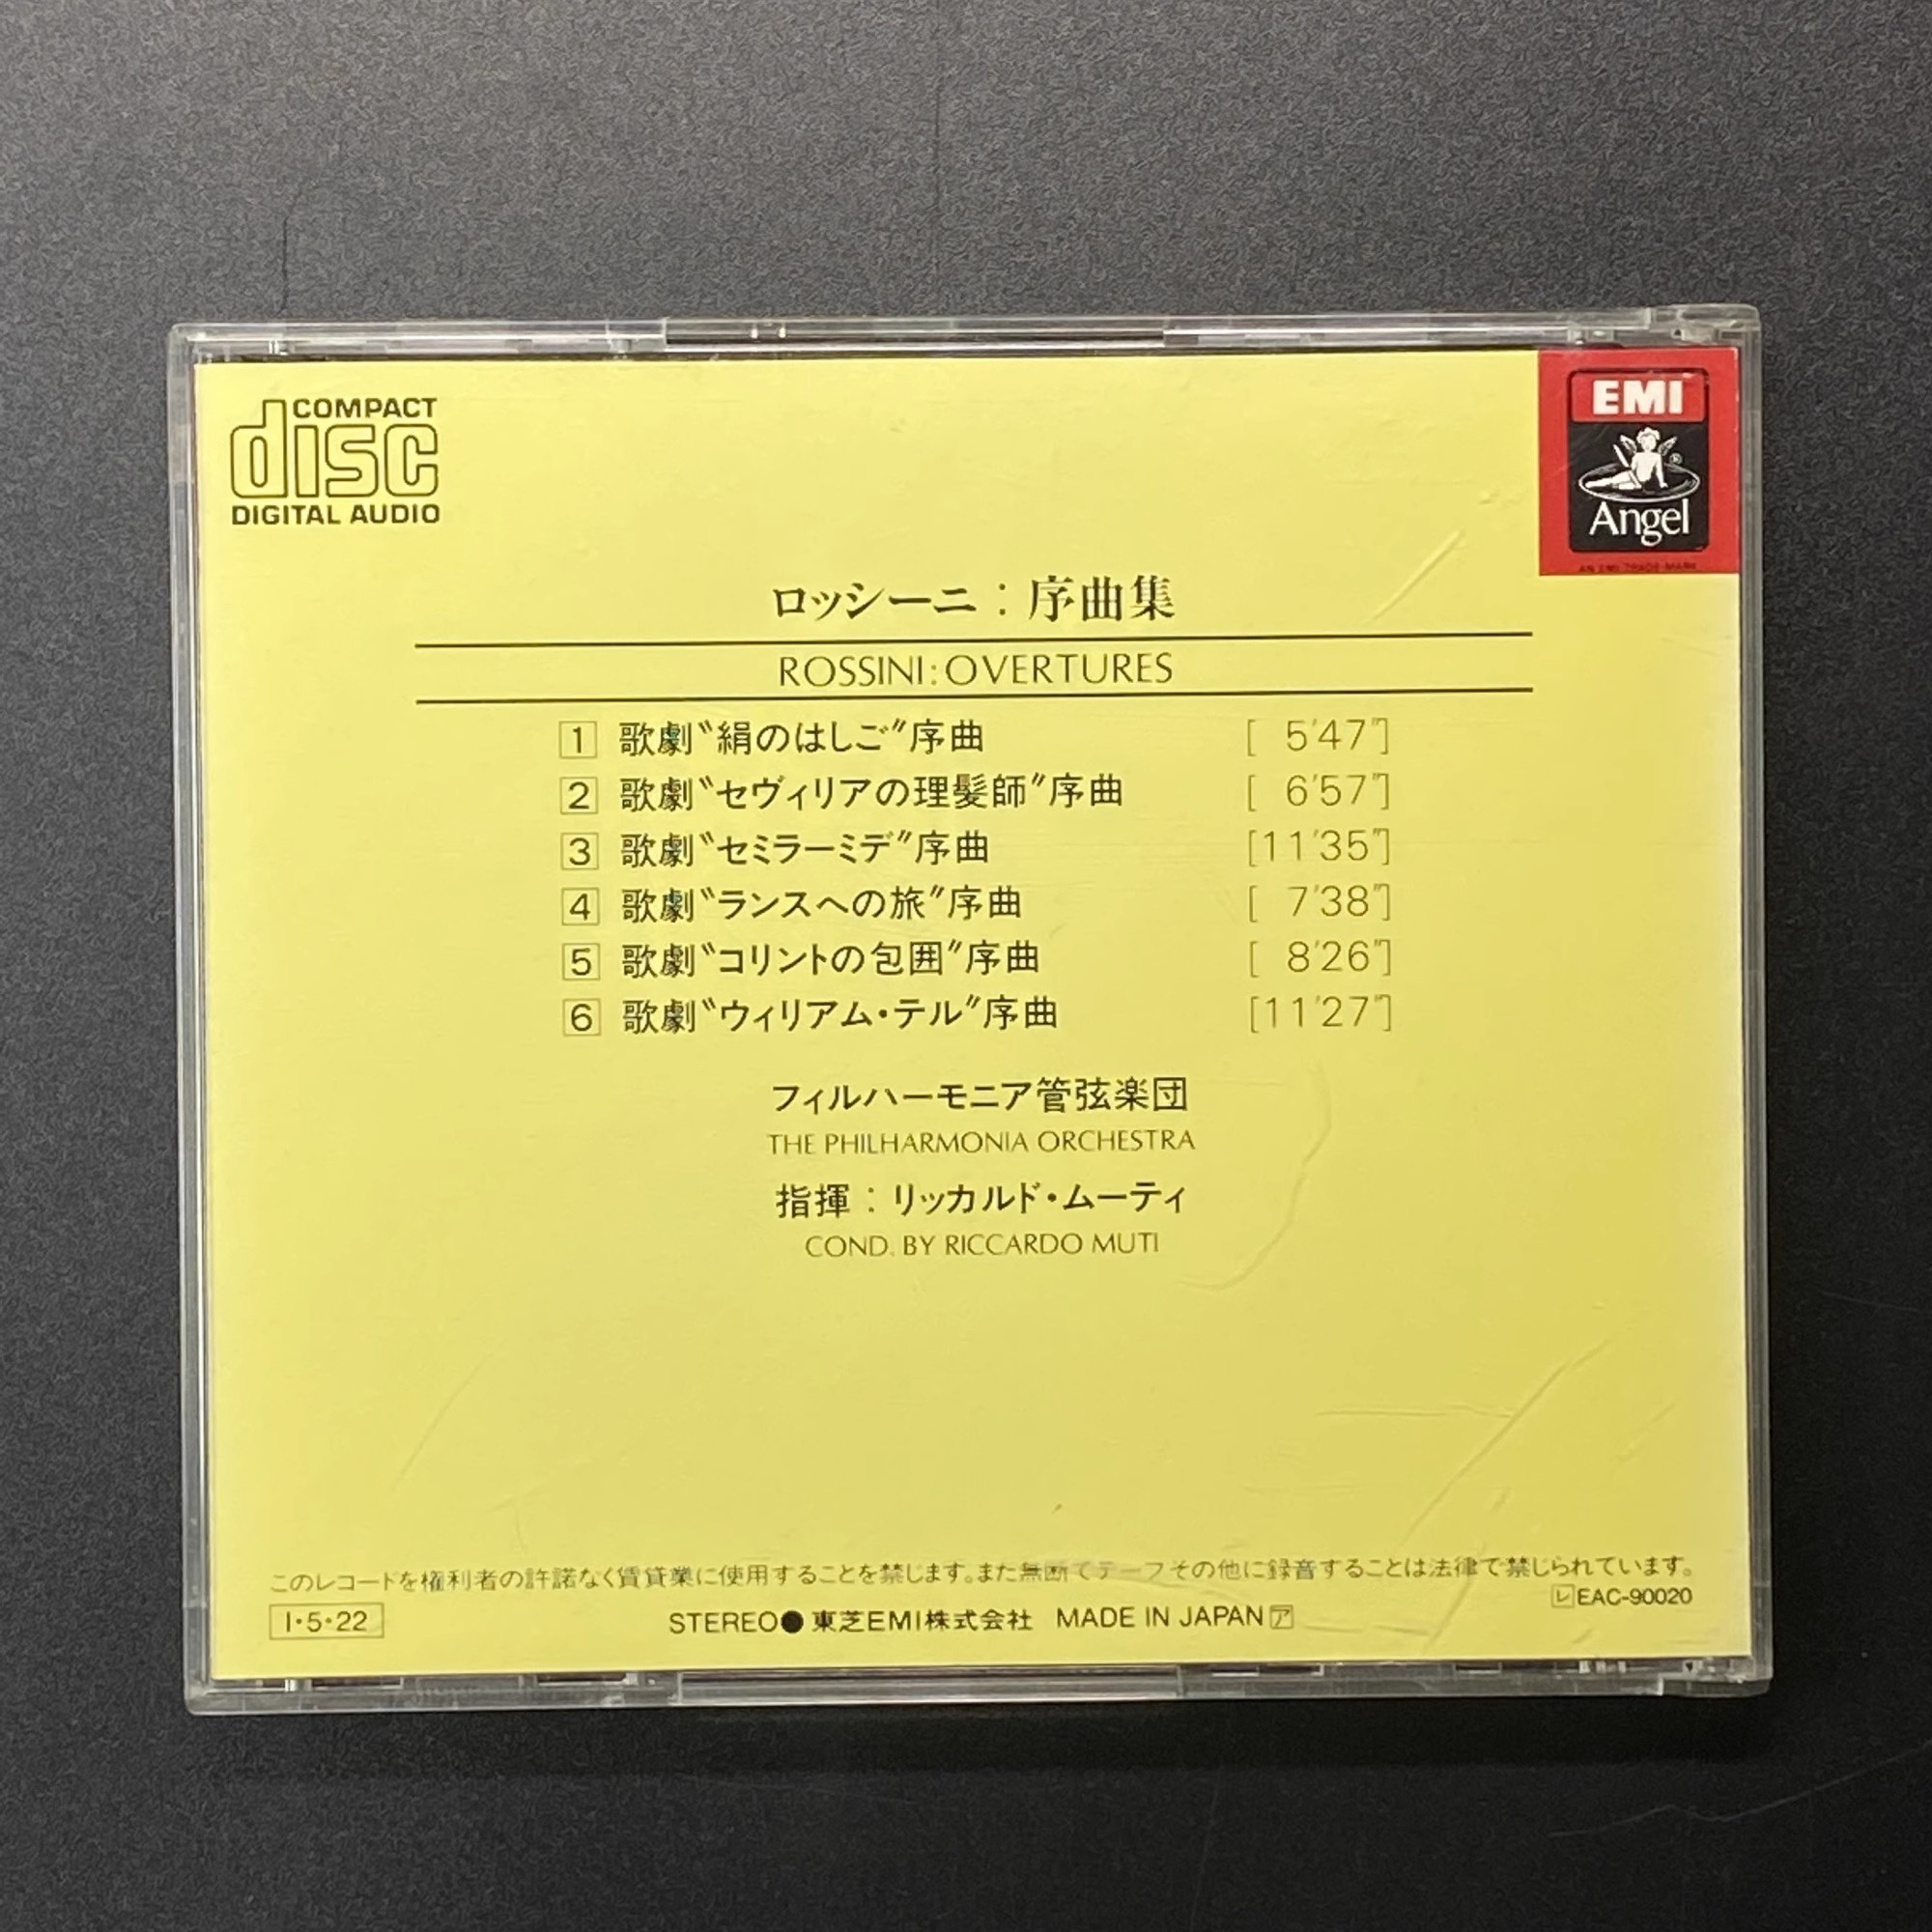 COMPACT
disc
DIGITAL AUDIO
EMI
®
Angel
AN EMI TRADE MARK
ロッシーニ：序曲集
ROSSINI:OVERTURES
1 歌劇〝絹のはしご〞序曲 [ 5'47"]
2 歌劇〝セヴィリアの理髪師〞序曲 [ 6'57"]
3 歌劇〝セミラーミデ〞序曲 [11'35"]
4 歌劇〝ランスへの旅〞序曲 [ 7'38"]
5 歌劇〝コリントの包囲〞序曲 [ 8'26"]
6 歌劇〝ウィリアム・テル〞序曲 [11'27"]
フィルハーモニア管弦楽団
THE PHILHARMONIA ORCHESTRA
指揮：リッカルド・ムーティ
COND. BY RICCARDO MUTI
このレコードを権利者の許諾なく賃貸業に使用することを禁じます。また無断でテープその他に録音することは法律で禁じられています。
レ EAC-90020
I・5・22
STEREO●東芝EMI株式会社 MADE IN JAPAN ア